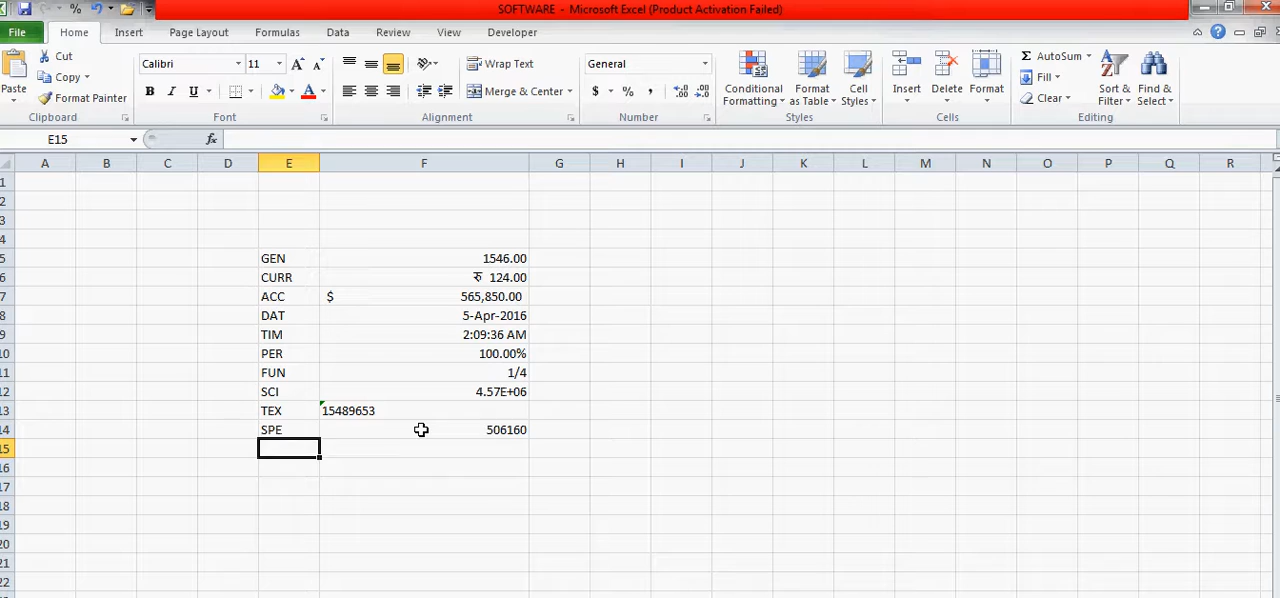 SOFTWARE - Microsoft Excel (Product Activation Failed)
File Home Insert Page Layout Formulas Data Review View Developer
Paste
Cut
Copy
Format Painter
Clipboard
Calibri 11
B I U A
Font
Wrap Text
Merge & Center
Alignment
General
$ % ,
Number
Conditional Formatting
Format as Table
Cell Styles
Styles
Insert
Delete
Format
Cells
AutoSum
Fill
Clear
Sort & Filter
Find & Select
Editing
E15 fx
A B C D E F G H I J K L M N O P Q R
1
2
3
4
5 GEN 1546.00
6 CURR रु 124.00
7 ACC $ 565,850.00
8 DAT 5-Apr-2016
9 TIM 2:09:36 AM
10 PER 100.00%
11 FUN 1/4
12 SCI 4.57E+06
13 TEX 15489653
14 SPE 506160
15
16
17
18
19
20
21
22